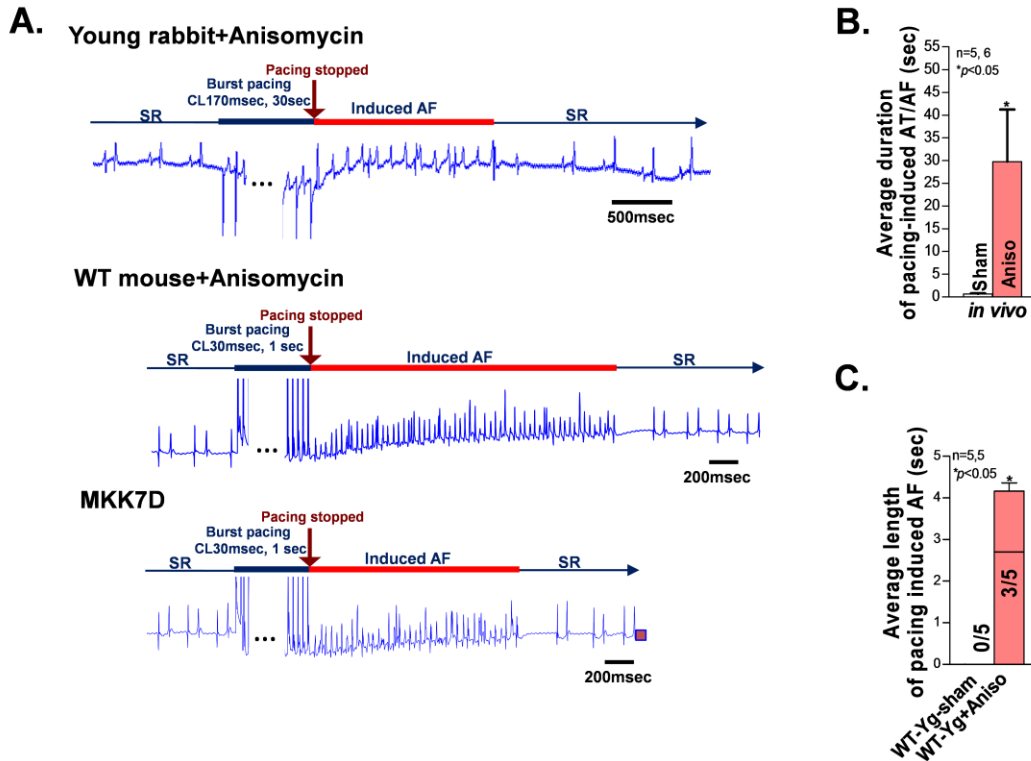 A.
Young rabbit+Anisomycin
Pacing stopped
Burst pacing
CL170msec, 30sec
SR
Induced AF
SR
...
500msec
WT mouse+Anisomycin
Pacing stopped
Burst pacing
CL30msec, 1 sec
SR
Induced AF
SR
...
200msec
MKK7D
Pacing stopped
Burst pacing
CL30msec, 1 sec
SR
Induced AF
SR
...
200msec
B.
Average duration
of pacing-induced AT/AF (sec)
55
50
45
40
35
30
25
20
15
10
5
0
n=5, 6
*p<0.05
*
Sham
Aniso
in vivo
C.
Average length
of pacing induced AF (sec)
5
4
3
2
1
0
n=5,5
*p<0.05
*
0/5
3/5
WT-Yg-sham
WT-Yg+Aniso